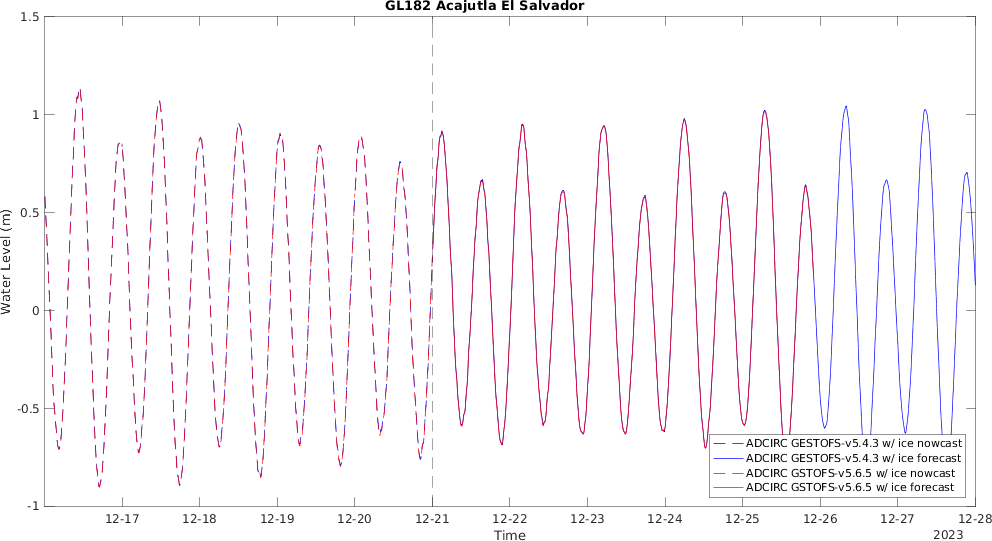 GL182 Acajutla El Salvador
1.5
1
0.5
0
-0.5
-1
Water Level (m)
ADCIRC GESTOFS-v5.4.3 w/ ice nowcast
ADCIRC GESTOFS-v5.4.3 w/ ice forecast
ADCIRC GSTOFS-v5.6.5 w/ ice nowcast
ADCIRC GSTOFS-v5.6.5 w/ ice forecast
12-17 12-18 12-19 12-20 12-21 12-22 12-23 12-24 12-25 12-26 12-27 12-28
Time
2023